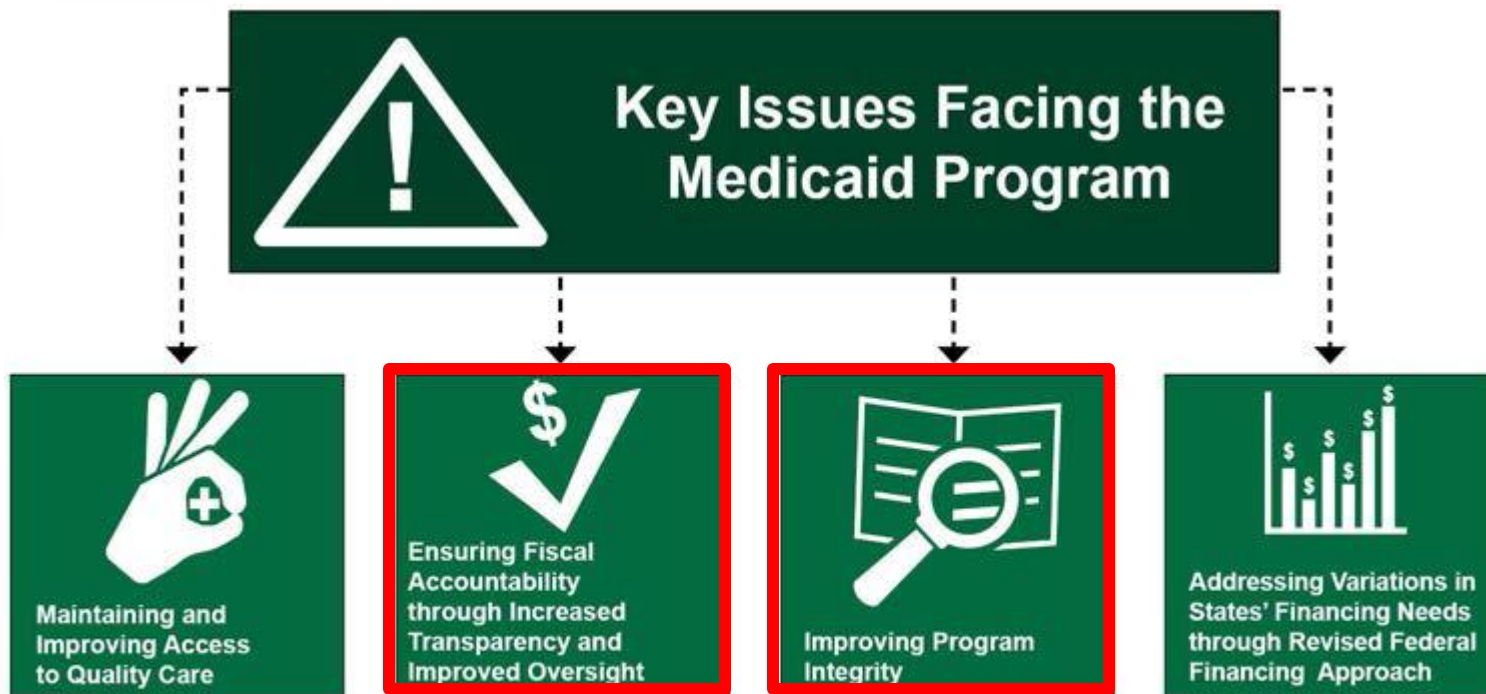 Key Issues Facing the
Medicaid Program
Maintaining and
Improving Access
to Quality Care
$
Ensuring Fiscal
Accountability
through Increased
Transparency and
Improved Oversight
Improving Program
Integrity
$ $ $ $ $ $
Addressing Variations in
States' Financing Needs
through Revised Federal
Financing Approach